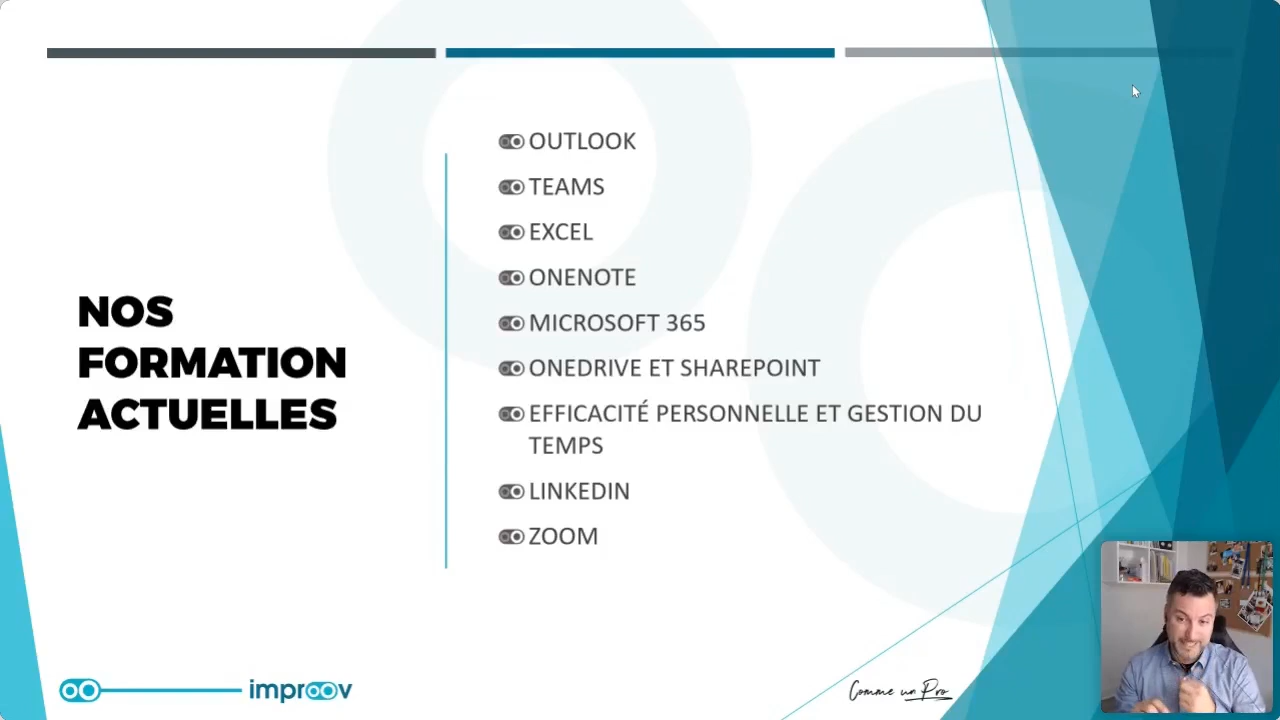 OUTLOOK
TEAMS
EXCEL
ONENOTE
MICROSOFT 365
ONEDRIVE ET SHAREPOINT
EFFICACITÉ PERSONNELLE ET GESTION DU
TEMPS
LINKEDIN
ZOOM
NOS
FORMATION
ACTUELLES
improov
Comme un Pro